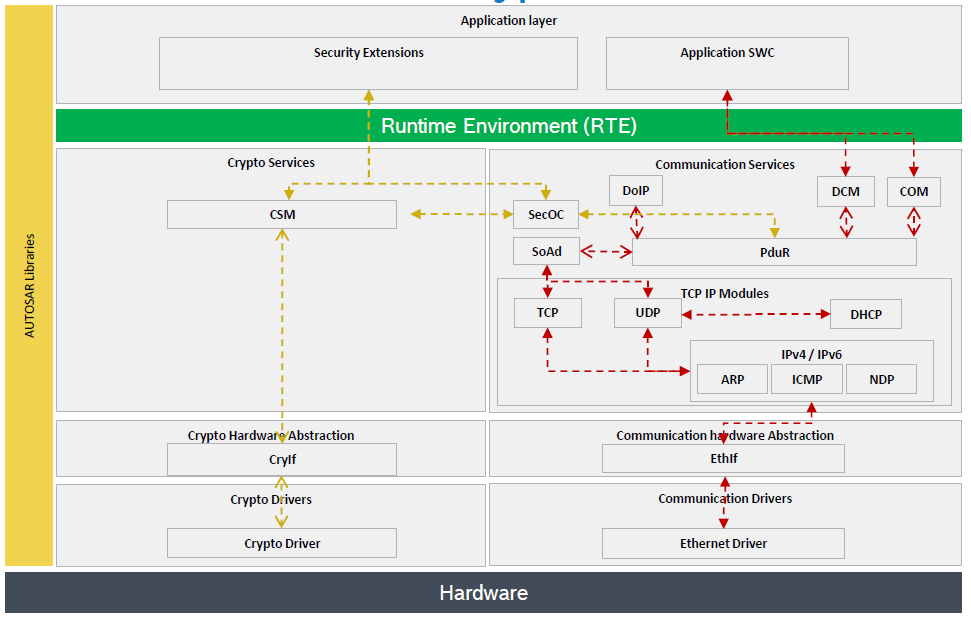 Application layer
Security Extensions
Application SWC
Runtime Environment (RTE)
AUTOSAR Libraries
Crypto Services
CSM
Communication Services
DoIP
DCM
COM
SecOC
SoAd
PduR
TCP IP Modules
TCP
UDP
DHCP
IPv4 / IPv6
ARP
ICMP
NDP
Crypto Hardware Abstraction
CryIf
Communication hardware Abstraction
EthIf
Crypto Drivers
Crypto Driver
Communication Drivers
Ethernet Driver
Hardware